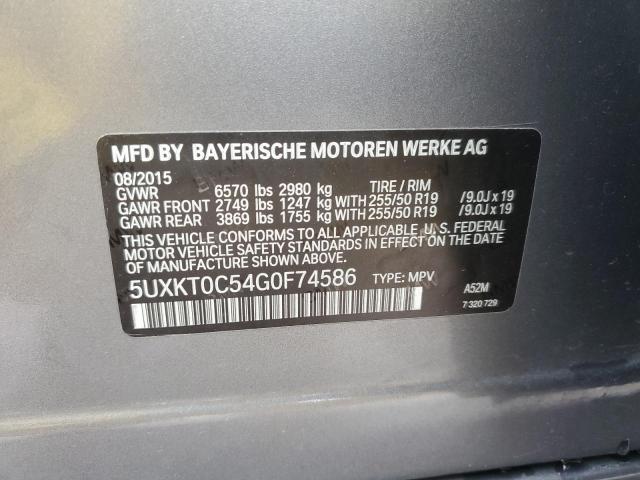 MFD BY BAYERISCHE MOTOREN WERKE AG
08/2015
GVWR 6570 lbs 2980 kg TIRE / RIM
GAWR FRONT 2749 lbs 1247 kg WITH 255/50 R19 /9.0J x 19
GAWR REAR 3869 lbs 1755 kg WITH 255/50 R19 /9.0J x 19
THIS VEHICLE CONFORMS TO ALL APPLICABLE U.S. FEDERAL
MOTOR VEHICLE SAFETY STANDARDS IN EFFECT ON THE DATE OF
MANUFACTURE SHOWN ABOVE.
5UXKT0C54G0F74586 TYPE: MPV A52M
7 320 729